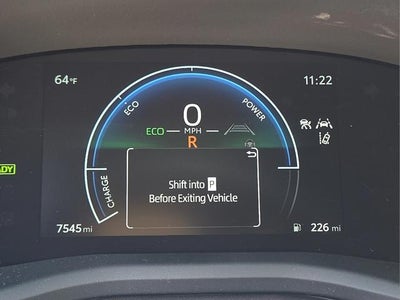 64°F
11:22
ECO
POWER
0
ECO
MPH
R
CHARGE
Shift into P
Before Exiting Vehicle
7545 mi
226 mi